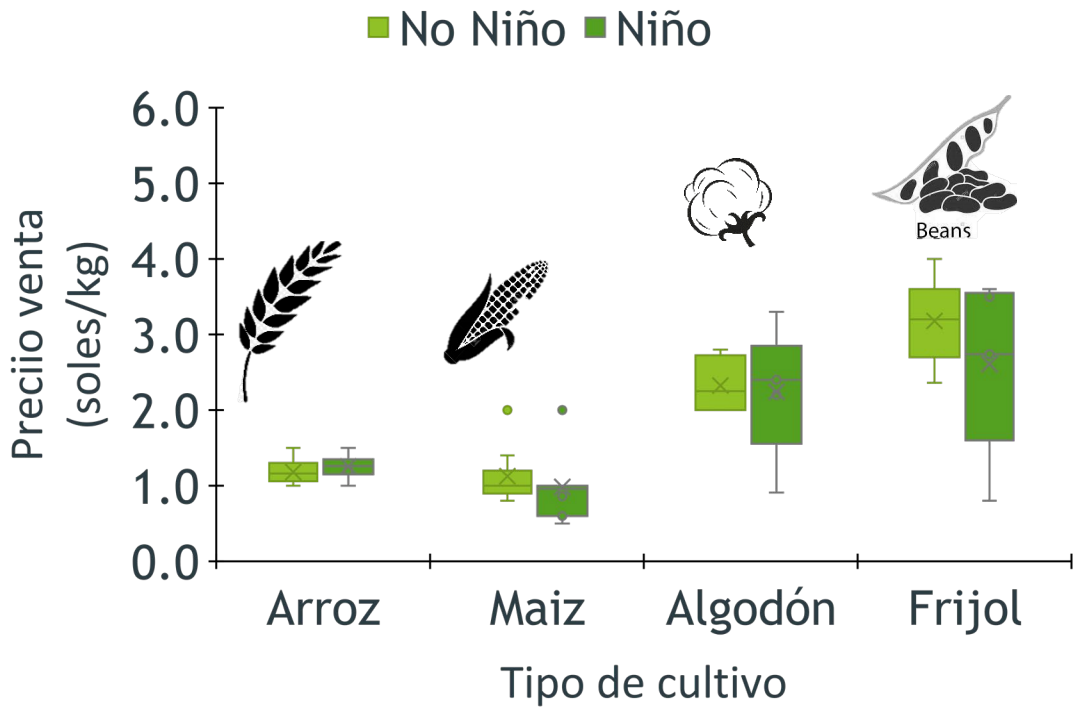 No Niño Niño
6.0
5.0
4.0
3.0
2.0
1.0
0.0
Preciio venta
(soles/kg)
Beans
Arroz Maiz Algodón Frijol
Tipo de cultivo